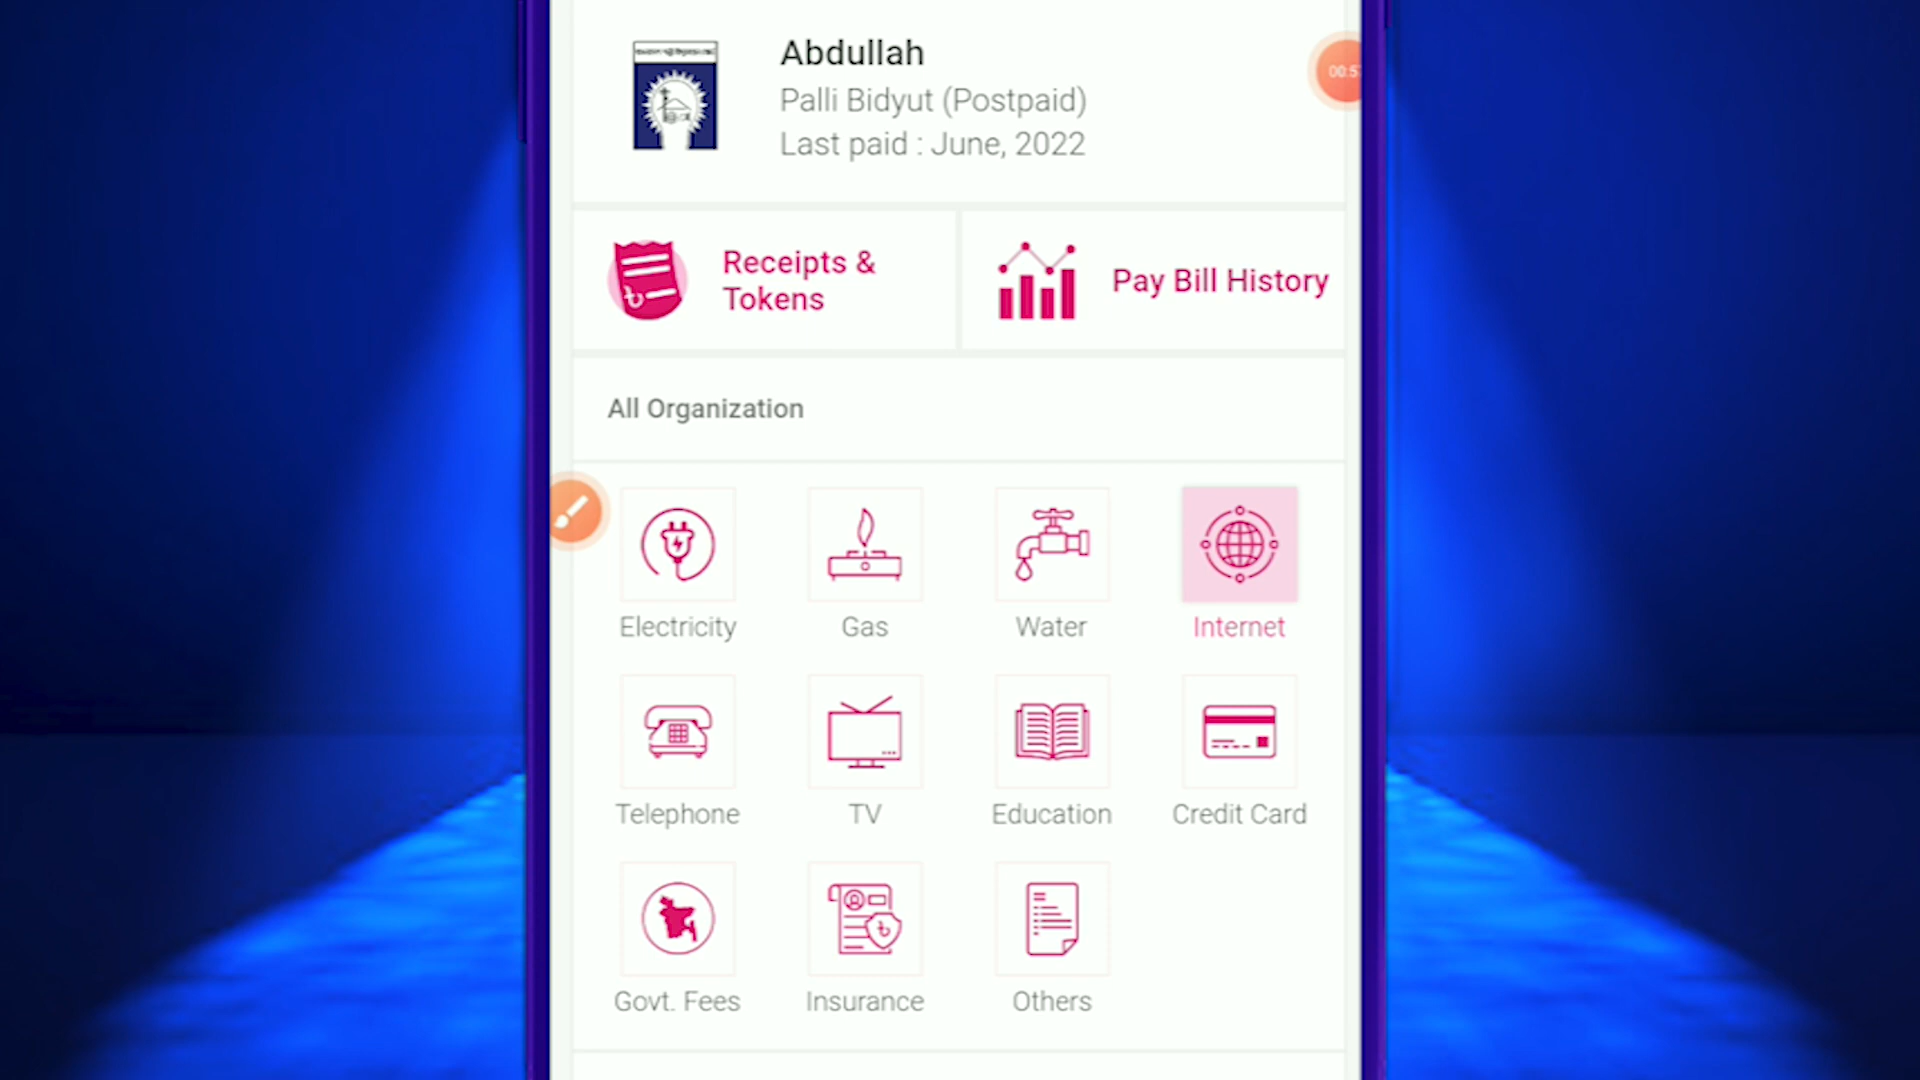 Abdullah
Palli Bidyut (Postpaid)
Last paid : June, 2022
Receipts &
Tokens
Pay Bill History
All Organization
Electricity
Gas
Water
Internet
Telephone
TV
Education
Credit Card
Govt. Fees
Insurance
Others